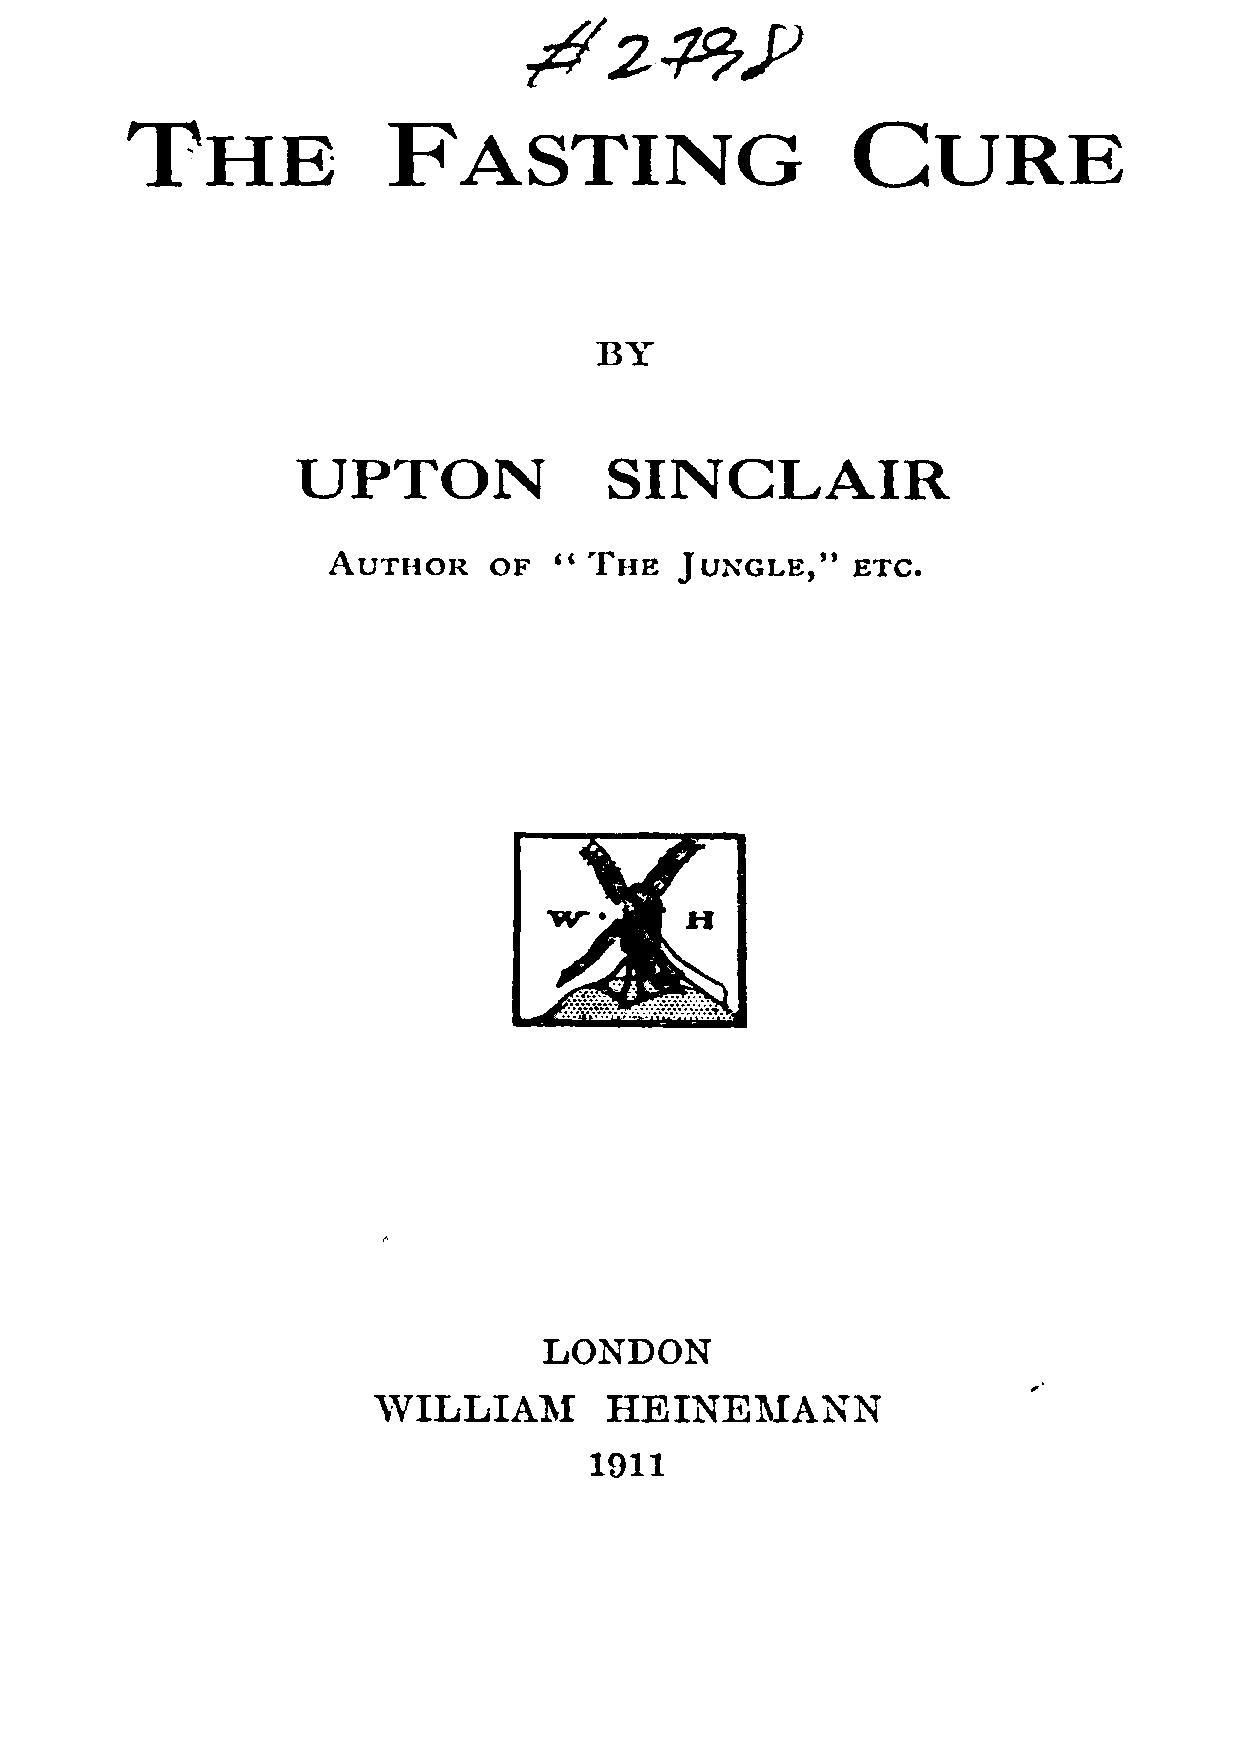 #2798
THE FASTING CURE
BY
UPTON SINCLAIR
AUTHOR OF “THE JUNGLE,” ETC.
W · H
LONDON
WILLIAM HEINEMANN
1911